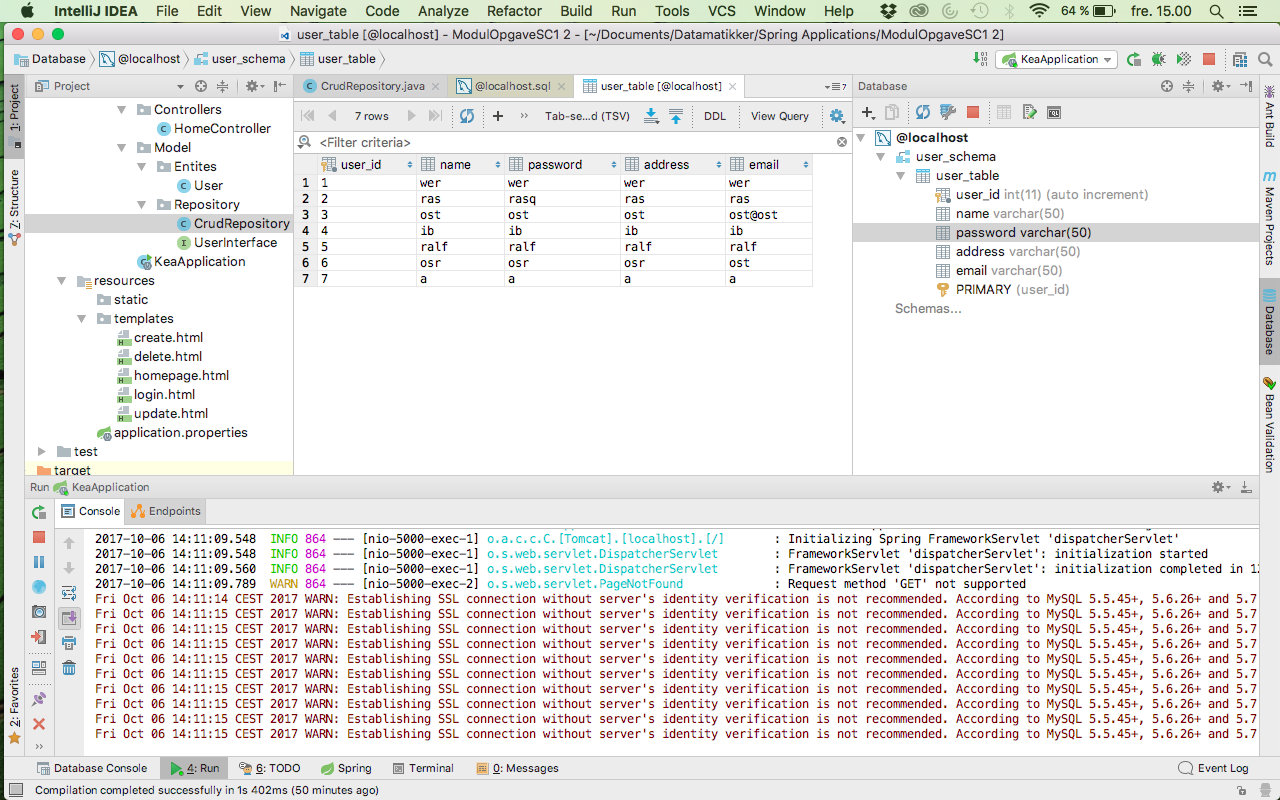 IntelliJ IDEA File Edit View Navigate Code Analyze Refactor Build Run Tools VCS Window Help 64 % fre. 15.00
user_table [@localhost] - ModulOpgaveSC1 2 - [~/Documents/Datamatikker/Spring Applications/ModulOpgaveSC1 2]
Database @localhost user_schema user_table KeaApplication
Project
CrudRepository.java @localhost.sql user_table [@localhost] 7
Database
7 rows Tab-se...d (TSV) DDL View Query
<Filter criteria>
user_id name password address email
1 1 wer wer wer wer
2 2 ras rasq ras ras
3 3 ost ost ost ost@ost
4 4 ib ib ib ib
5 5 ralf ralf ralf ralf
6 6 osr osr osr ost
7 7 a a a a
Controllers
HomeController
Model
Entites
User
Repository
CrudRepository
UserInterface
KeaApplication
resources
static
templates
create.html
delete.html
homepage.html
login.html
update.html
application.properties
test
target
@localhost
user_schema
user_table
user_id int(11) (auto increment)
name varchar(50)
password varchar(50)
address varchar(50)
email varchar(50)
PRIMARY (user_id)
Schemas...
1: Project
Z: Structure
2: Favorites
Ant Build
Maven Projects
Database
Bean Validation
Run KeaApplication
Console Endpoints
2017-10-06 14:11:09.548 INFO 864 --- [nio-5000-exec-1] o.a.c.c.C.[Tomcat].[localhost].[/] : Initializing Spring FrameworkServlet 'dispatcherServlet'
2017-10-06 14:11:09.548 INFO 864 --- [nio-5000-exec-1] o.s.web.servlet.DispatcherServlet : FrameworkServlet 'dispatcherServlet': initialization started
2017-10-06 14:11:09.560 INFO 864 --- [nio-5000-exec-1] o.s.web.servlet.DispatcherServlet : FrameworkServlet 'dispatcherServlet': initialization completed in 12
2017-10-06 14:11:09.789 WARN 864 --- [nio-5000-exec-2] o.s.web.servlet.PageNotFound : Request method 'GET' not supported
Fri Oct 06 14:11:14 CEST 2017 WARN: Establishing SSL connection without server's identity verification is not recommended. According to MySQL 5.5.45+, 5.6.26+ and 5.7
Fri Oct 06 14:11:15 CEST 2017 WARN: Establishing SSL connection without server's identity verification is not recommended. According to MySQL 5.5.45+, 5.6.26+ and 5.7
Fri Oct 06 14:11:15 CEST 2017 WARN: Establishing SSL connection without server's identity verification is not recommended. According to MySQL 5.5.45+, 5.6.26+ and 5.7
Fri Oct 06 14:11:15 CEST 2017 WARN: Establishing SSL connection without server's identity verification is not recommended. According to MySQL 5.5.45+, 5.6.26+ and 5.7
Fri Oct 06 14:11:15 CEST 2017 WARN: Establishing SSL connection without server's identity verification is not recommended. According to MySQL 5.5.45+, 5.6.26+ and 5.7
Fri Oct 06 14:11:15 CEST 2017 WARN: Establishing SSL connection without server's identity verification is not recommended. According to MySQL 5.5.45+, 5.6.26+ and 5.7
Fri Oct 06 14:11:15 CEST 2017 WARN: Establishing SSL connection without server's identity verification is not recommended. According to MySQL 5.5.45+, 5.6.26+ and 5.7
Fri Oct 06 14:11:15 CEST 2017 WARN: Establishing SSL connection without server's identity verification is not recommended. According to MySQL 5.5.45+, 5.6.26+ and 5.7
Fri Oct 06 14:11:15 CEST 2017 WARN: Establishing SSL connection without server's identity verification is not recommended. According to MySQL 5.5.45+, 5.6.26+ and 5.7
Fri Oct 06 14:11:15 CEST 2017 WARN: Establishing SSL connection without server's identity verification is not recommended. According to MySQL 5.5.45+, 5.6.26+ and 5.7
Database Console 4: Run 6: TODO Spring Terminal 0: Messages Event Log
Compilation completed successfully in 1s 402ms (50 minutes ago)